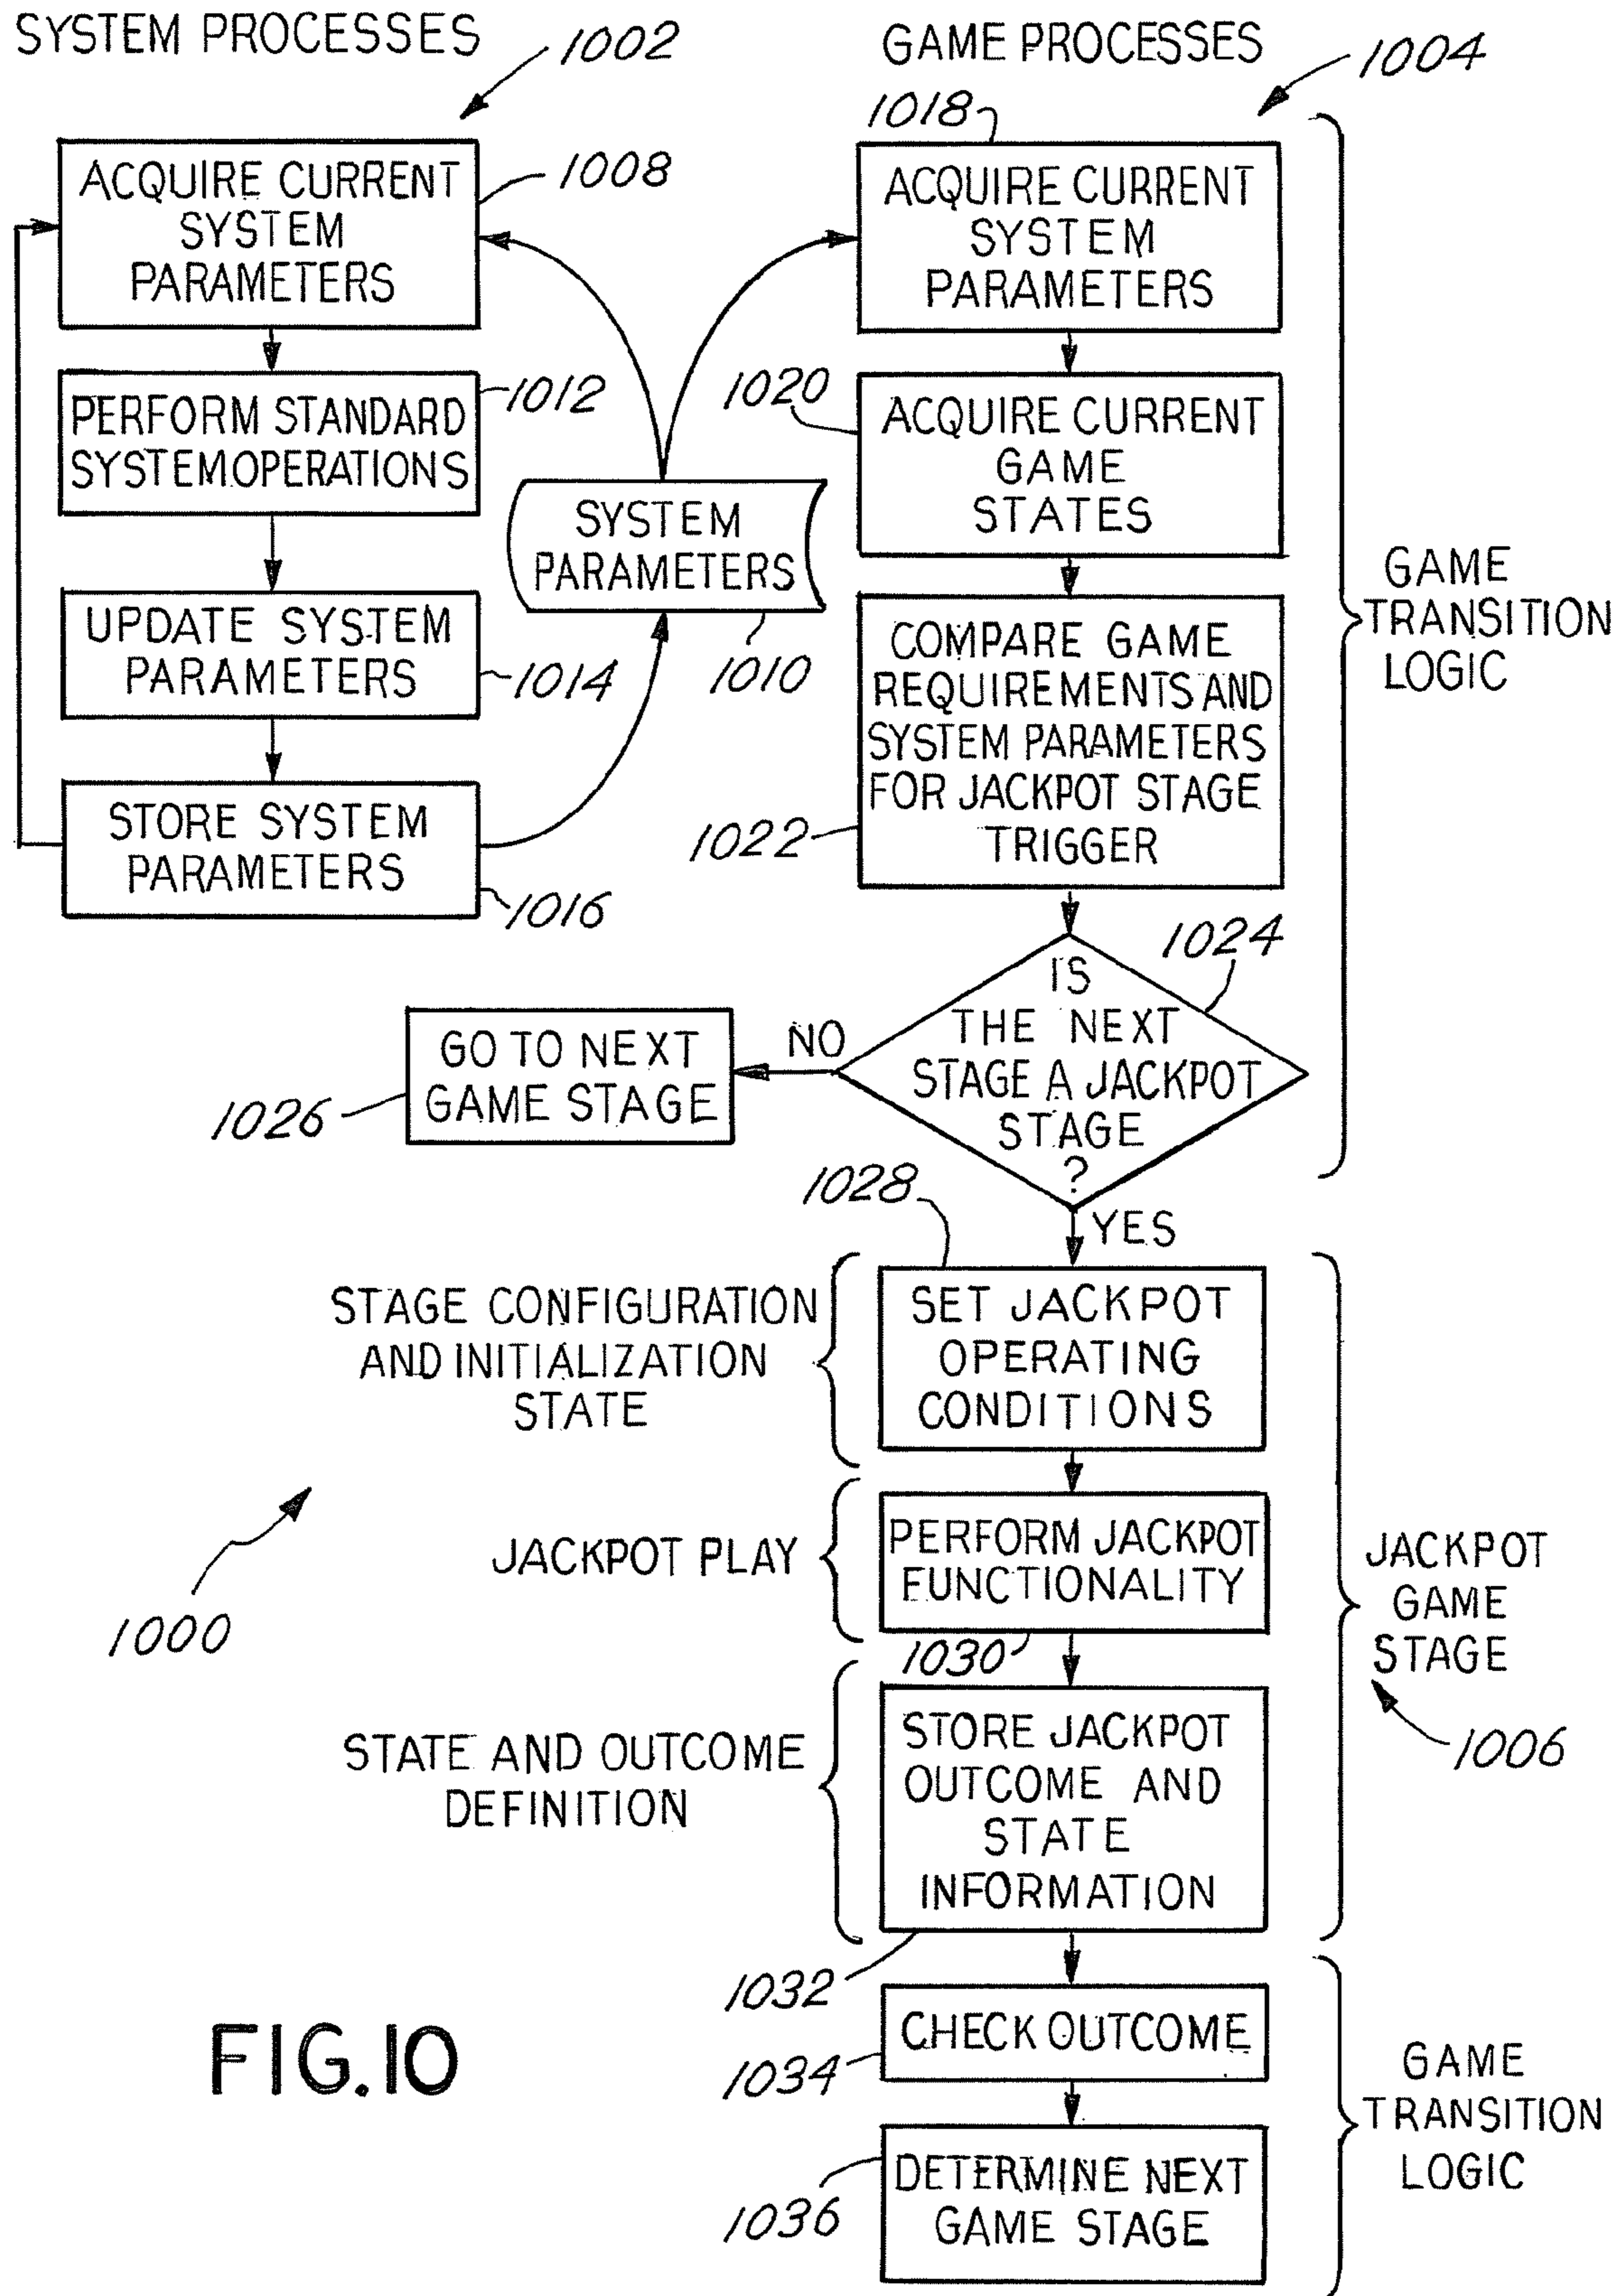 SYSTEM PROCESSES
1002
ACQUIRE CURRENT
SYSTEM
PARAMETERS
1008
PERFORM STANDARD
SYSTEM OPERATIONS
1012
UPDATE SYSTEM
PARAMETERS
1014
STORE SYSTEM
PARAMETERS
1016
SYSTEM
PARAMETERS
1010
GAME PROCESSES
1004
1018
ACQUIRE CURRENT
SYSTEM
PARAMETERS
1020
ACQUIRE CURRENT
GAME
STATES
COMPARE GAME
REQUIREMENTS AND
SYSTEM PARAMETERS
FOR JACKPOT STAGE
TRIGGER
1022
GAME
TRANSITION
LOGIC
1024
IS
THE NEXT
STAGE A JACKPOT
STAGE
?
NO
GO TO NEXT
GAME STAGE
1026
YES
1028
STAGE CONFIGURATION
AND INITIALIZATION
STATE
SET JACKPOT
OPERATING
CONDITIONS
JACKPOT PLAY
PERFORM JACKPOT
FUNCTIONALITY
1030
JACKPOT
GAME
STAGE
1006
1000
STATE AND OUTCOME
DEFINITION
STORE JACKPOT
OUTCOME AND
STATE
INFORMATION
1032
CHECK OUTCOME
1034
DETERMINE NEXT
GAME STAGE
1036
GAME
TRANSITION
LOGIC
FIG.10